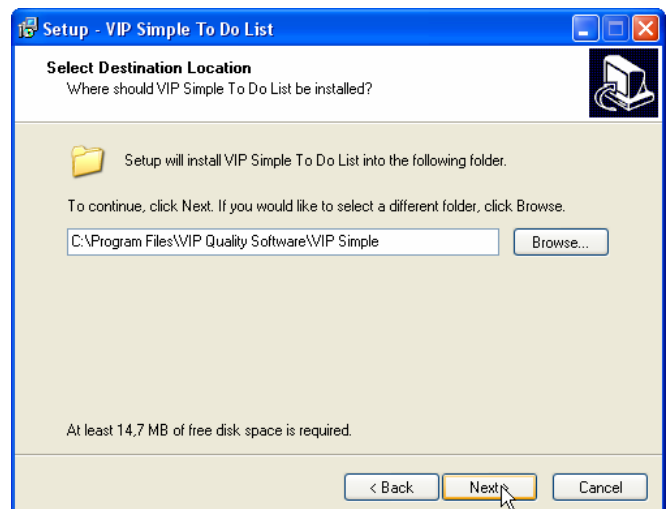 Setup - VIP Simple To Do List
Select Destination Location
Where should VIP Simple To Do List be installed?
Setup will install VIP Simple To Do List into the following folder.
To continue, click Next. If you would like to select a different folder, click Browse.
C:\Program Files\VIP Quality Software\VIP Simple
Browse...
At least 14,7 MB of free disk space is required.
< Back
Next >
Cancel